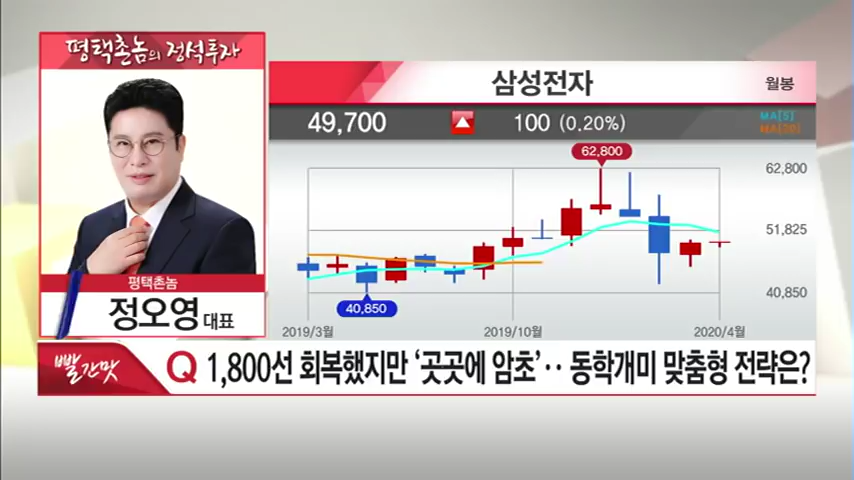 평택촌놈의 정석투자
평택촌놈
정오영 대표
삼성전자
월봉
49,700 100 (0.20%)
MA[5]
MA[20]
62,800
62,800
51,825
40,850
40,850
2019/3월
2019/10월
2020/4월
빨간맛
Q 1,800선 회복했지만 ‘곳곳에 암초’‥ 동학개미 맞춤형 전략은?